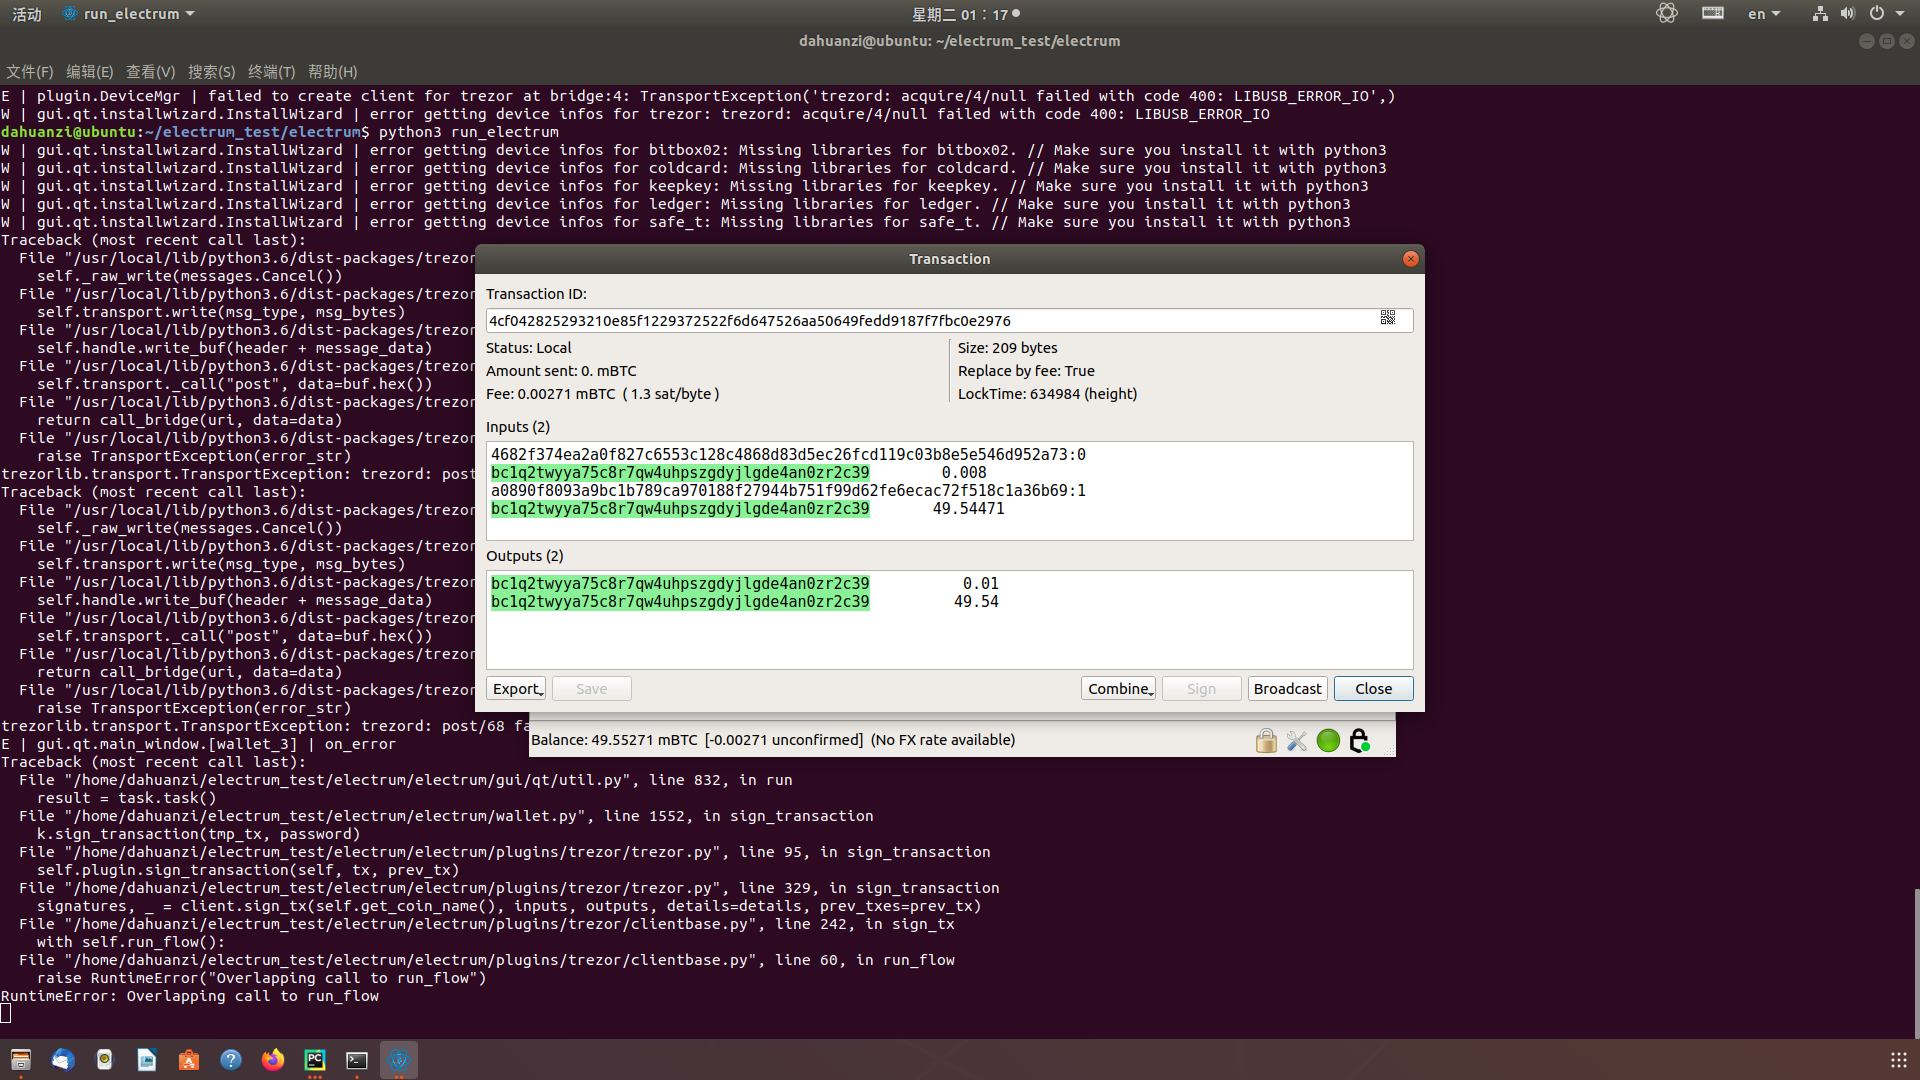 活动 run_electrum 星期二 01：17 en
dahuanzi@ubuntu: ~/electrum_test/electrum
文件(F) 编辑(E) 查看(V) 搜索(S) 终端(T) 帮助(H)
E | plugin.DeviceMgr | failed to create client for trezor at bridge:4: TransportException('trezord: acquire/4/null failed with code 400: LIBUSB_ERROR_IO',)
W | gui.qt.installwizard.InstallWizard | error getting device infos for trezor: trezord: acquire/4/null failed with code 400: LIBUSB_ERROR_IO
dahuanzi@ubuntu:~/electrum_test/electrum$ python3 run_electrum
W | gui.qt.installwizard.InstallWizard | error getting device infos for bitbox02: Missing libraries for bitbox02. // Make sure you install it with python3
W | gui.qt.installwizard.InstallWizard | error getting device infos for coldcard: Missing libraries for coldcard. // Make sure you install it with python3
W | gui.qt.installwizard.InstallWizard | error getting device infos for keepkey: Missing libraries for keepkey. // Make sure you install it with python3
W | gui.qt.installwizard.InstallWizard | error getting device infos for ledger: Missing libraries for ledger. // Make sure you install it with python3
W | gui.qt.installwizard.InstallWizard | error getting device infos for safe_t: Missing libraries for safe_t. // Make sure you install it with python3
Traceback (most recent call last):
File "/usr/local/lib/python3.6/dist-packages/trezor
self._raw_write(messages.Cancel())
File "/usr/local/lib/python3.6/dist-packages/trezor
self.transport.write(msg_type, msg_bytes)
File "/usr/local/lib/python3.6/dist-packages/trezor
self.handle.write_buf(header + message_data)
File "/usr/local/lib/python3.6/dist-packages/trezor
self.transport._call("post", data=buf.hex())
File "/usr/local/lib/python3.6/dist-packages/trezor
return call_bridge(uri, data=data)
File "/usr/local/lib/python3.6/dist-packages/trezor
raise TransportException(error_str)
trezorlib.transport.TransportException: trezord: post
Traceback (most recent call last):
File "/usr/local/lib/python3.6/dist-packages/trezor
self._raw_write(messages.Cancel())
File "/usr/local/lib/python3.6/dist-packages/trezor
self.transport.write(msg_type, msg_bytes)
File "/usr/local/lib/python3.6/dist-packages/trezor
self.handle.write_buf(header + message_data)
File "/usr/local/lib/python3.6/dist-packages/trezor
self.transport._call("post", data=buf.hex())
File "/usr/local/lib/python3.6/dist-packages/trezor
return call_bridge(uri, data=data)
File "/usr/local/lib/python3.6/dist-packages/trezor
raise TransportException(error_str)
trezorlib.transport.TransportException: trezord: post/68 fa
E | gui.qt.main_window.[wallet_3] | on_error
Traceback (most recent call last):
File "/home/dahuanzi/electrum_test/electrum/electrum/gui/qt/util.py", line 832, in run
result = task.task()
File "/home/dahuanzi/electrum_test/electrum/electrum/wallet.py", line 1552, in sign_transaction
k.sign_transaction(tmp_tx, password)
File "/home/dahuanzi/electrum_test/electrum/electrum/plugins/trezor/trezor.py", line 95, in sign_transaction
self.plugin.sign_transaction(self, tx, prev_tx)
File "/home/dahuanzi/electrum_test/electrum/electrum/plugins/trezor/trezor.py", line 329, in sign_transaction
signatures, _ = client.sign_tx(self.get_coin_name(), inputs, outputs, details=details, prev_txes=prev_tx)
File "/home/dahuanzi/electrum_test/electrum/electrum/plugins/trezor/clientbase.py", line 242, in sign_tx
with self.run_flow():
File "/home/dahuanzi/electrum_test/electrum/electrum/plugins/trezor/clientbase.py", line 60, in run_flow
raise RuntimeError("Overlapping call to run_flow")
RuntimeError: Overlapping call to run_flow
Transaction
Transaction ID:
4cf042825293210e85f1229372522f6d647526aa50649fedd9187f7fbc0e2976
Status: Local
Amount sent: 0. mBTC
Fee: 0.00271 mBTC ( 1.3 sat/byte )
Size: 209 bytes
Replace by fee: True
LockTime: 634984 (height)
Inputs (2)
4682f374ea2a0f827c6553c128c4868d83d5ec26fcd119c03b8e5e546d952a73:0
bc1q2twyya75c8r7qw4uhpszgdyjlgde4an0zr2c39 0.008
a0890f8093a9bc1b789ca970188f27944b751f99d62fe6ecac72f518c1a36b69:1
bc1q2twyya75c8r7qw4uhpszgdyjlgde4an0zr2c39 49.54471
Outputs (2)
bc1q2twyya75c8r7qw4uhpszgdyjlgde4an0zr2c39 0.01
bc1q2twyya75c8r7qw4uhpszgdyjlgde4an0zr2c39 49.54
Export Save Combine Sign Broadcast Close
Balance: 49.55271 mBTC [-0.00271 unconfirmed] (No FX rate available)